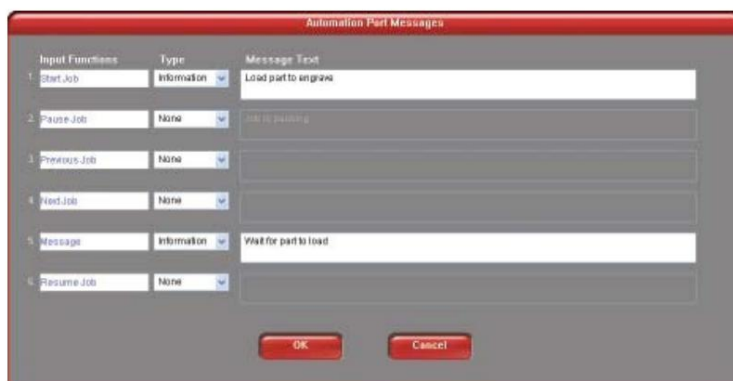 Automation Port Messages
Input Functions Type Message Text
1. Start Job Information Load part to engrave
2. Pause Job None Job is pausing
3. Previous Job None
4. Next Job None
5. Message Information Wait for part to load
6. Resume Job None
OK Cancel